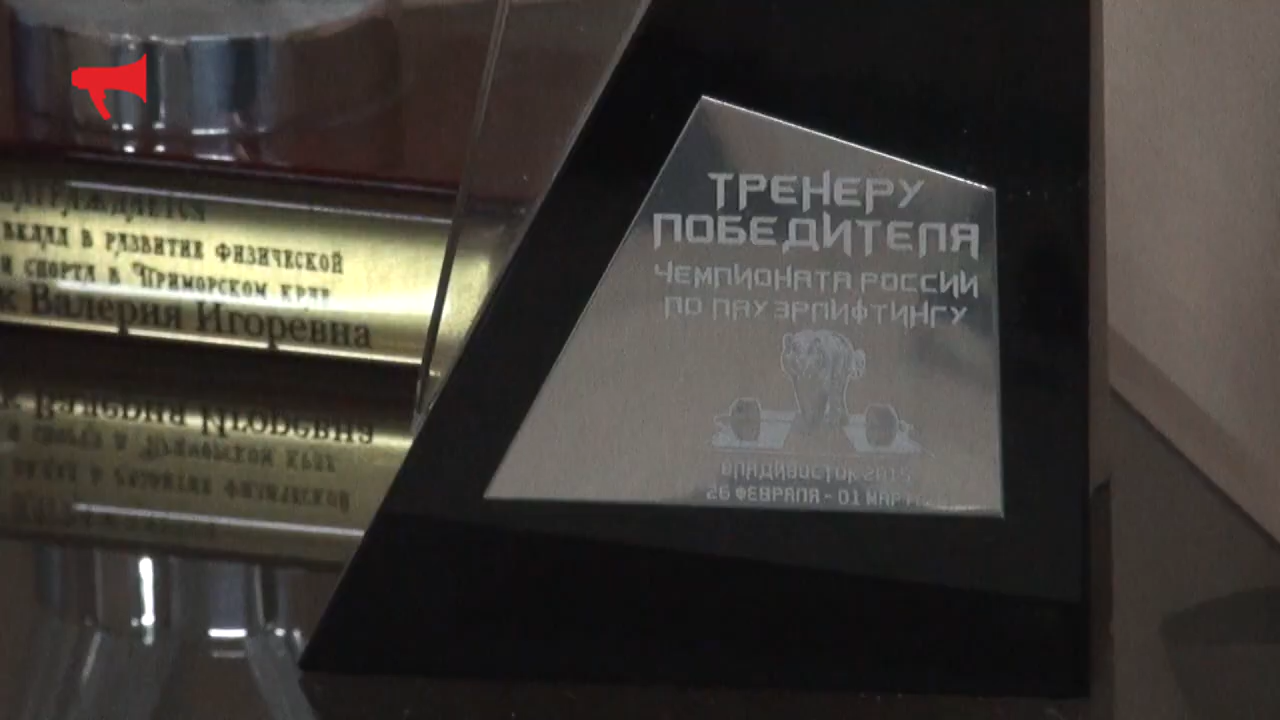 НАГРАЖДАЕТСЯ
ВКЛАД В РАЗВИТИЕ ФИЗИЧЕСКОЙ
И СПОРТА В ПРИМОРСКОМ КРАЕ
к Валерия Игоревна
ТРЕНЕРУ
ПОБЕДИТЕЛЯ
ЧЕМПИОНАТА РОССИИ
ПО ПАУЭРЛИФТИНГУ
ВЛАДИВОСТОК 2015
26 ФЕВРАЛЯ - 01 МАРТА